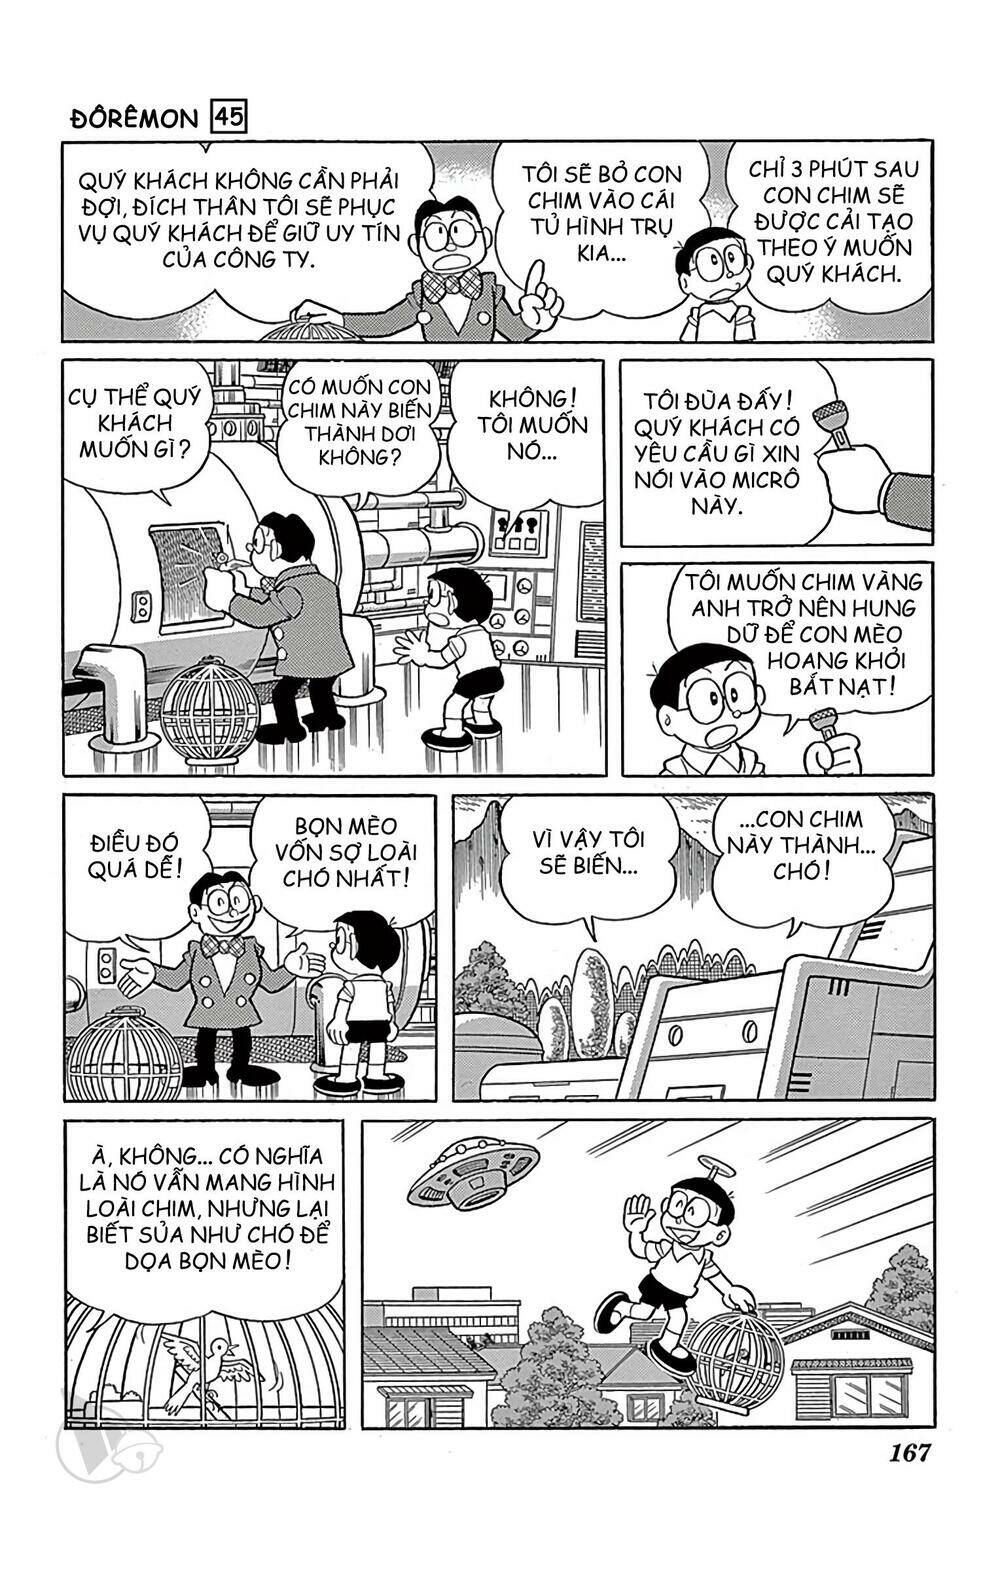 ĐÔRÊMON 45
QUÝ KHÁCH KHÔNG CẦN PHẢI
ĐỢI, ĐÍCH THÂN TÔI SẼ PHỤC
VỤ QUÝ KHÁCH ĐỂ GIỮ UY TÍN
CỦA CÔNG TY.
TÔI SẼ BỎ CON
CHIM VÀO CÁI
TỦ HÌNH TRỤ
KIA...
CHỈ 3 PHÚT SAU
CON CHIM SẼ
ĐƯỢC CẢI TẠO
THEO Ý MUỐN
QUÝ KHÁCH.
CỤ THỂ QUÝ
KHÁCH
MUỐN GÌ?
CÓ MUỐN CON
CHIM NÀY BIẾN
THÀNH DƠI
KHÔNG?
KHÔNG!
TÔI MUỐN
NÓ...
TÔI ĐÙA ĐẤY!
QUÝ KHÁCH CÓ
YÊU CẦU GÌ XIN
NÓI VÀO MICRÔ
NÀY.
TÔI MUỐN CHIM VÀNG
ANH TRỞ NÊN HUNG
DỮ ĐỂ CON MÈO
HOANG KHỎI
BẮT NẠT!
ĐIỀU ĐÓ
QUÁ DỄ!
BỌN MÈO
VỐN SỢ LOÀI
CHÓ NHẤT!
VÌ VẬY TÔI
SẼ BIẾN...
...CON CHIM
NÀY THÀNH...
CHÓ!
À, KHÔNG... CÓ NGHĨA
LÀ NÓ VẪN MANG HÌNH
LOÀI CHIM, NHƯNG LẠI
BIẾT SỦA NHƯ CHÓ ĐỂ
DỌA BỌN MÈO!
167